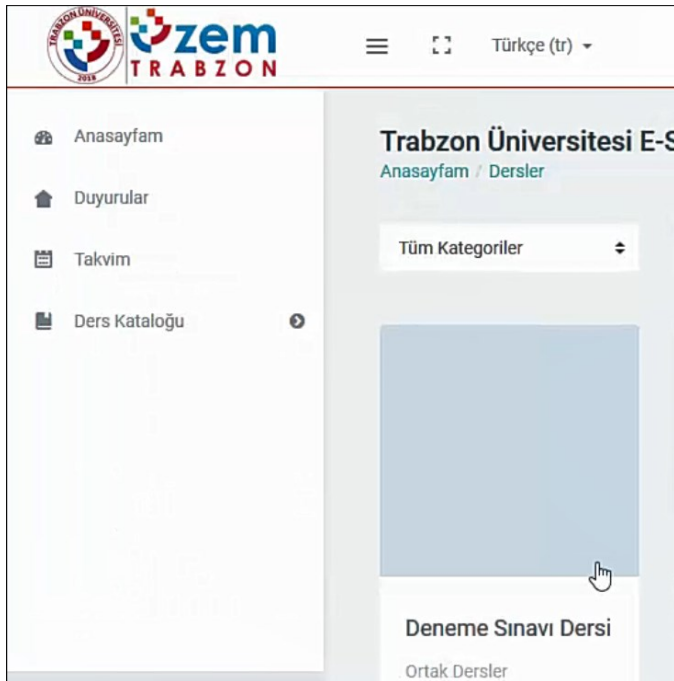 TRABZON ÜNİVERSİTESİ
2018
üzem
TRABZON
Türkçe (tr)
Anasayfam
Duyurular
Takvim
Ders Kataloğu
Trabzon Üniversitesi E-S
Anasayfam / Dersler
Tüm Kategoriler
Deneme Sınavı Dersi
Ortak Dersler